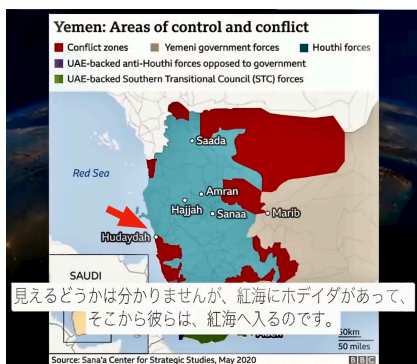 Yemen: Areas of control and conflict
Conflict zones Yemeni government forces Houthi forces
UAE-backed anti-Houthi forces opposed to government
UAE-backed Southern Transitional Council (STC) forces
Saada
Red Sea
Amran
Hajjah
Sanaa
Marib
Hudaydah
SAUDI
見えるどうかは分かりませんが、紅海にホデイダがあって、
そこから彼らは、紅海へ入るのです。
50km
50 miles
Source: Sana'a Center for Strategic Studies, May 2020
BBC